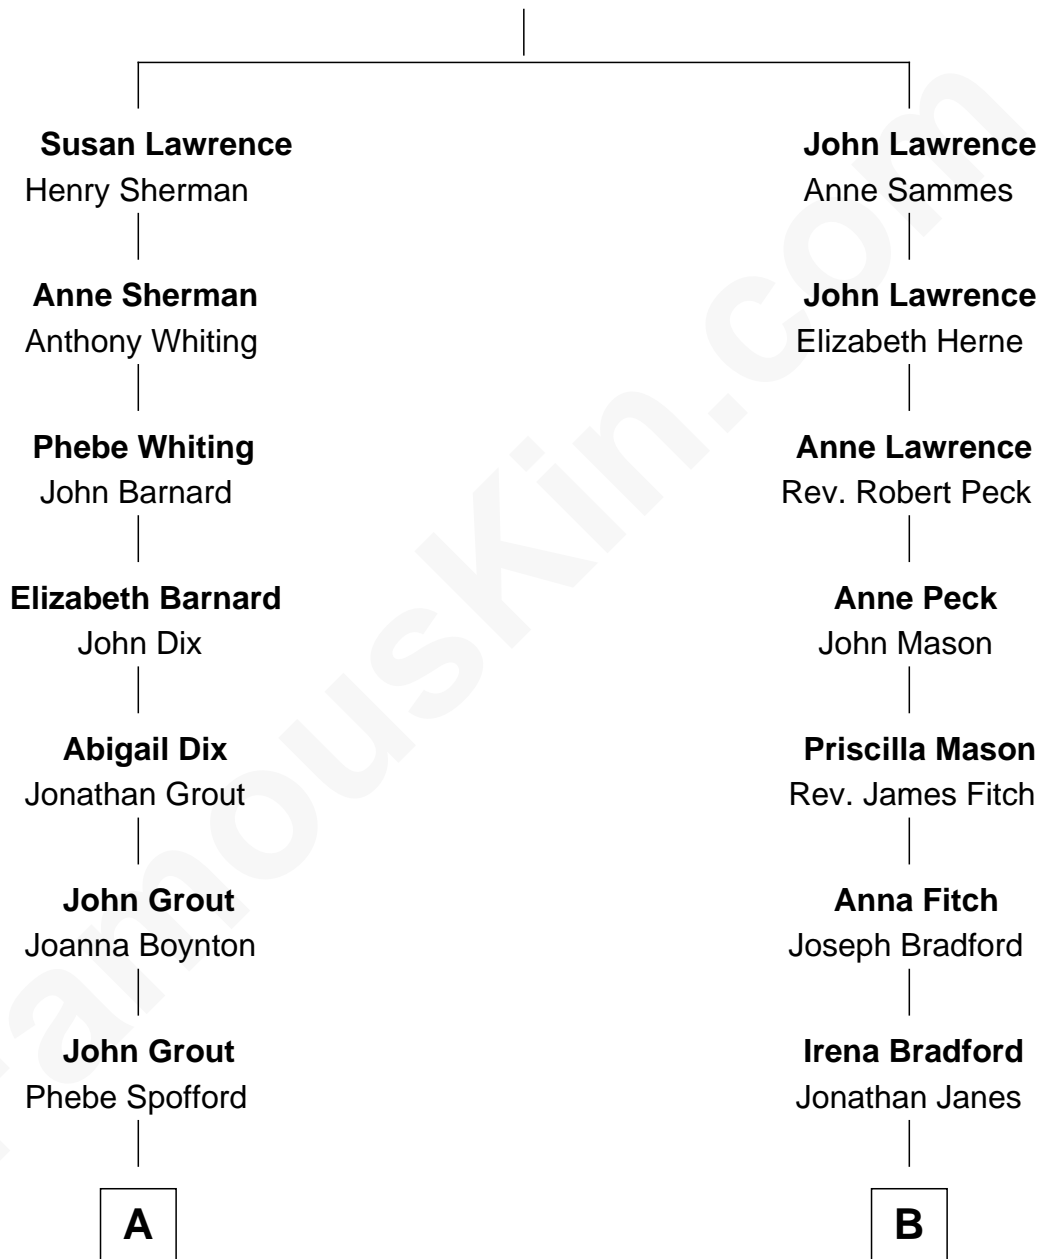 Susan Lawrence
Henry Sherman
John Lawrence
Anne Sammes
Anne Sherman
Anthony Whiting
John Lawrence
Elizabeth Herne
Phebe Whiting
John Barnard
Anne Lawrence
Rev. Robert Peck
Elizabeth Barnard
John Dix
Anne Peck
John Mason
Abigail Dix
Jonathan Grout
Priscilla Mason
Rev. James Fitch
John Grout
Joanna Boynton
Anna Fitch
Joseph Bradford
John Grout
Phebe Spofford
Irena Bradford
Jonathan Janes
A
B
FamousKin.com